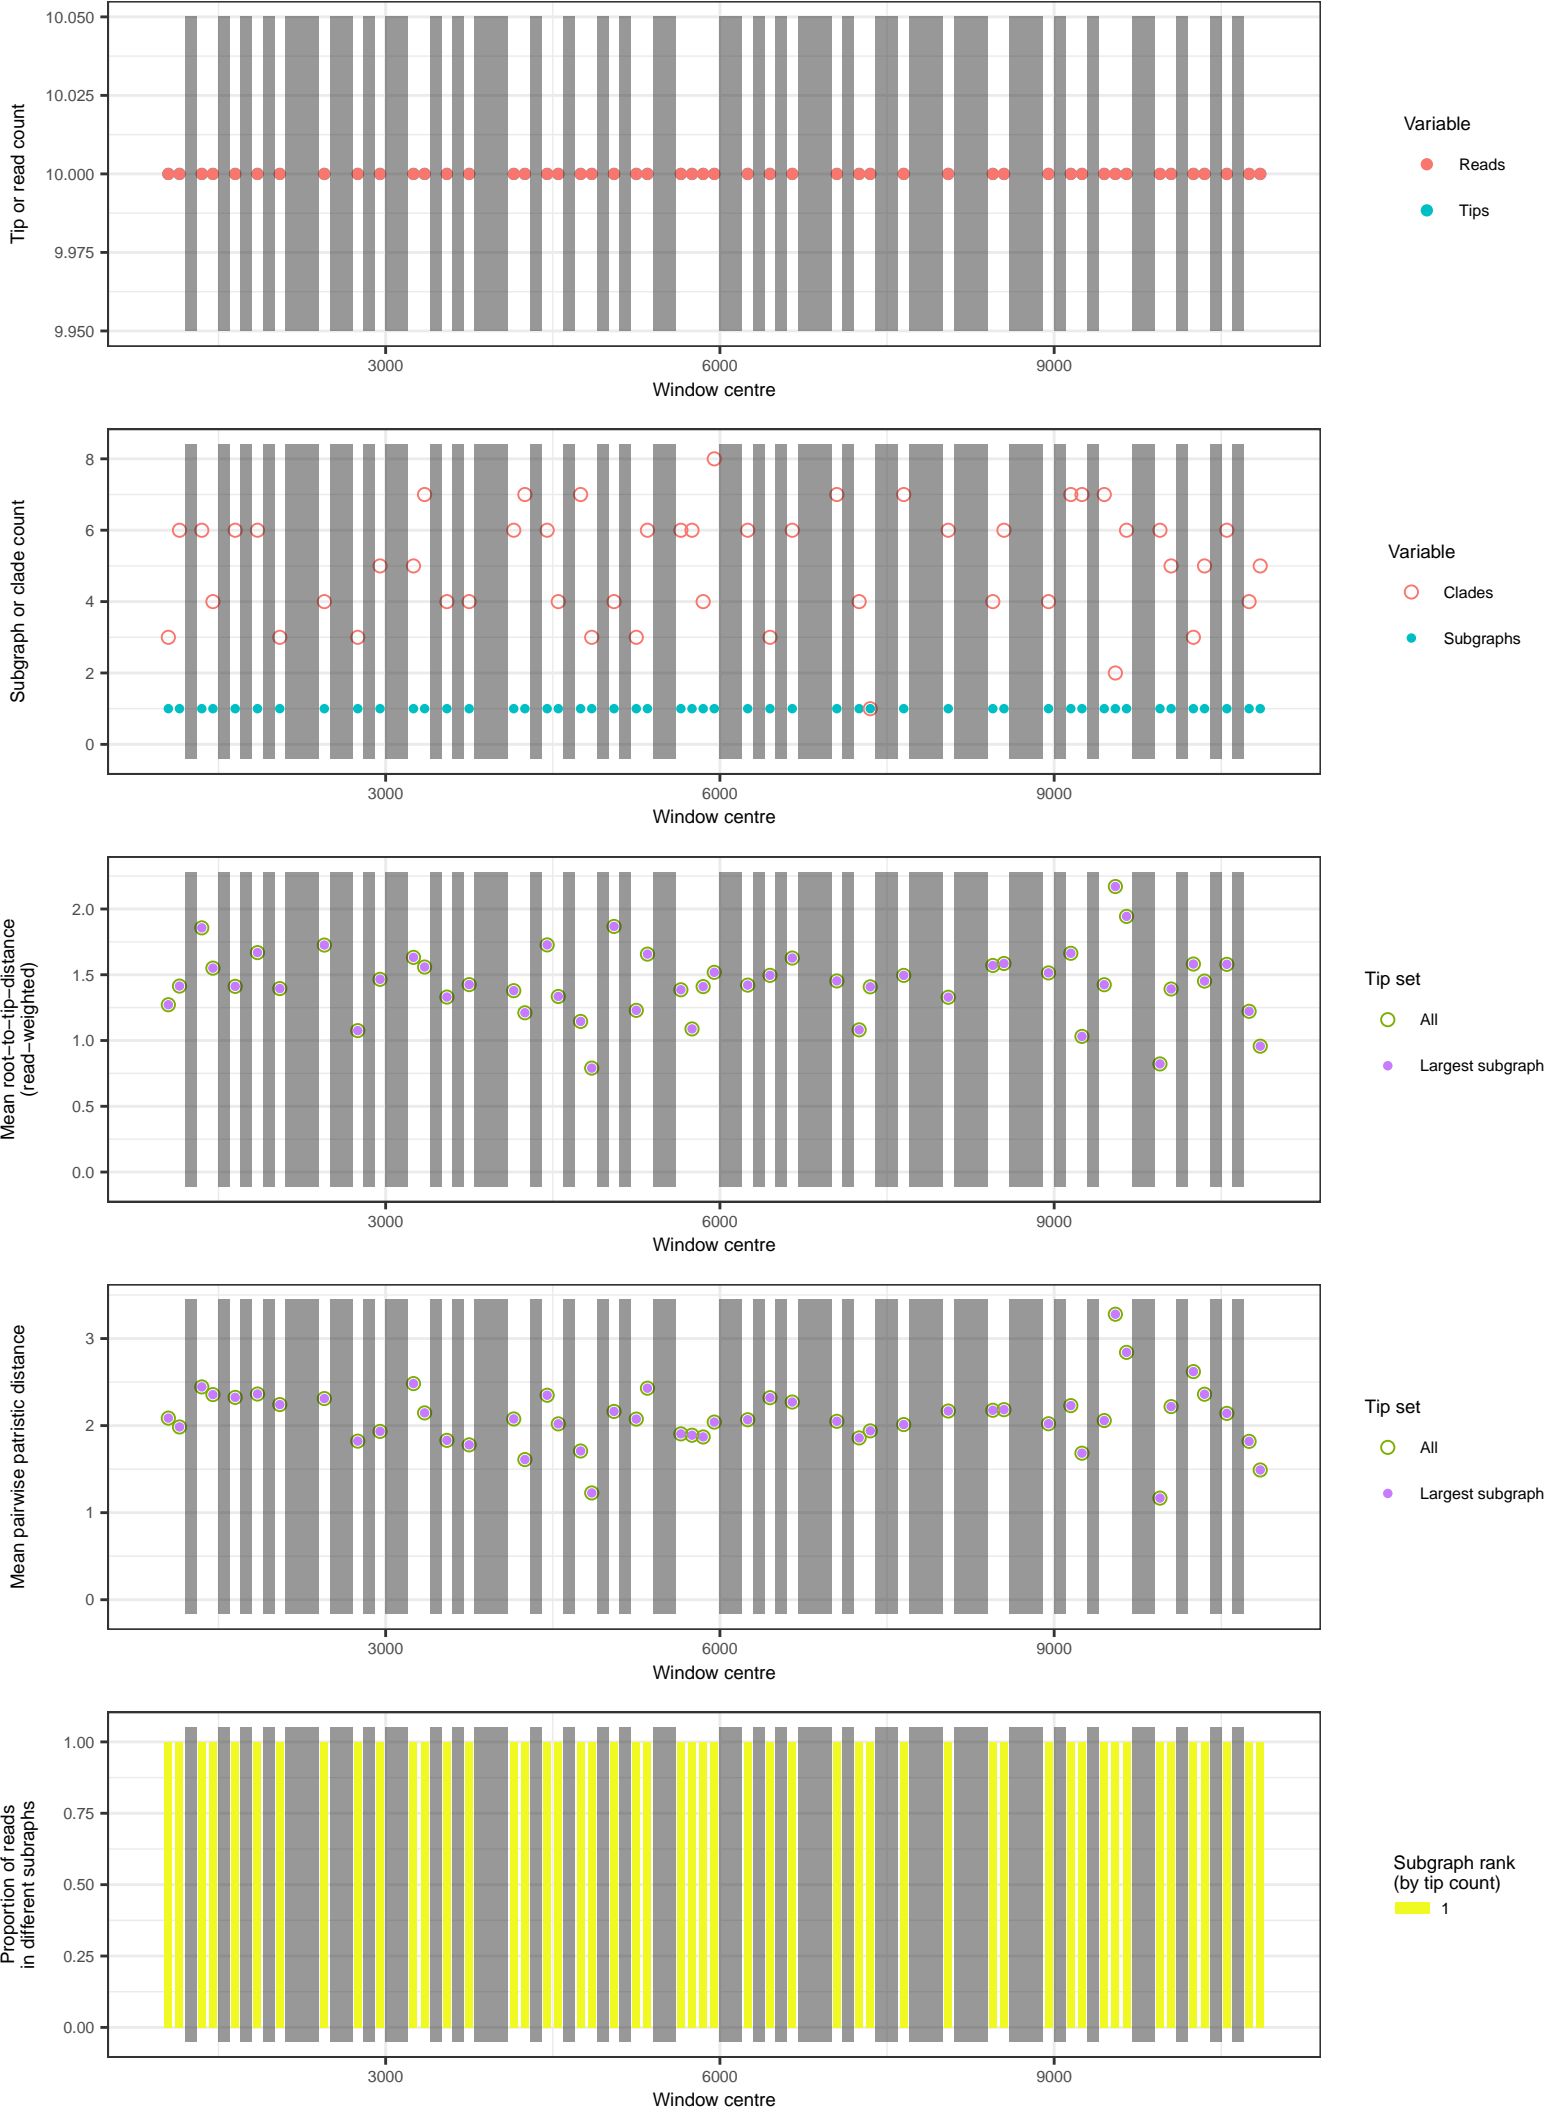 10.050
10.025
10.000
9.975
9.950
Tip or read count
3000 6000 9000
Window centre
Variable
Reads
Tips
8
6
4
2
0
Subgraph or clade count
3000 6000 9000
Window centre
Variable
Clades
Subgraphs
2.0
1.5
1.0
0.5
0.0
Mean root−to−tip−distance
(read−weighted)
3000 6000 9000
Window centre
Tip set
All
Largest subgraph
3
2
1
0
Mean pairwise patristic distance
3000 6000 9000
Window centre
Tip set
All
Largest subgraph
1.00
0.75
0.50
0.25
0.00
Proportion of reads
in different subraphs
3000 6000 9000
Window centre
Subgraph rank
(by tip count)
1